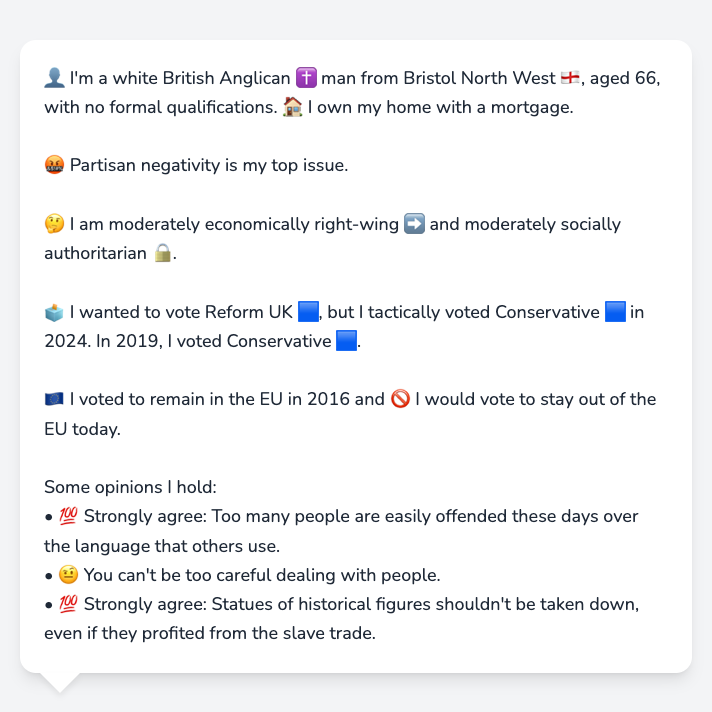 👤 I'm a white British Anglican ✝️ man from Bristol North West 🏴󠁧󠁢󠁥󠁮󠁧󠁿, aged 66,
with no formal qualifications. 🏠 I own my home with a mortgage.
🤬 Partisan negativity is my top issue.
🤔 I am moderately economically right-wing ➡️ and moderately socially
authoritarian 🔒.
🗳️ I wanted to vote Reform UK 🟦, but I tactically voted Conservative 🟦 in
2024. In 2019, I voted Conservative 🟦.
🇪🇺 I voted to remain in the EU in 2016 and 🚫 I would vote to stay out of the
EU today.
Some opinions I hold:
• 💯 Strongly agree: Too many people are easily offended these days over
the language that others use.
• 🤨 You can't be too careful dealing with people.
• 💯 Strongly agree: Statues of historical figures shouldn't be taken down,
even if they profited from the slave trade.